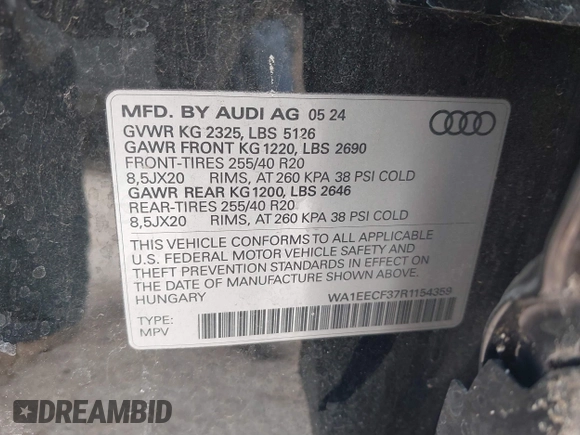 MFD. BY AUDI AG 05 24
GVWR KG 2325, LBS 5126
GAWR FRONT KG 1220, LBS 2690
FRONT-TIRES 255/40 R20
8,5JX20 RIMS, AT 260 KPA 38 PSI COLD
GAWR REAR KG 1200, LBS 2646
REAR-TIRES 255/40 R20
8,5JX20 RIMS, AT 260 KPA 38 PSI COLD
THIS VEHICLE CONFORMS TO ALL APPLICABLE
U.S. FEDERAL MOTOR VEHICLE SAFETY AND
THEFT PREVENTION STANDARDS IN EFFECT ON
THE DATE OF MANUFACTURE SHOWN ABOVE.
HUNGARY
WA1EECF37R1154359
TYPE:
MPV
DREAMBID